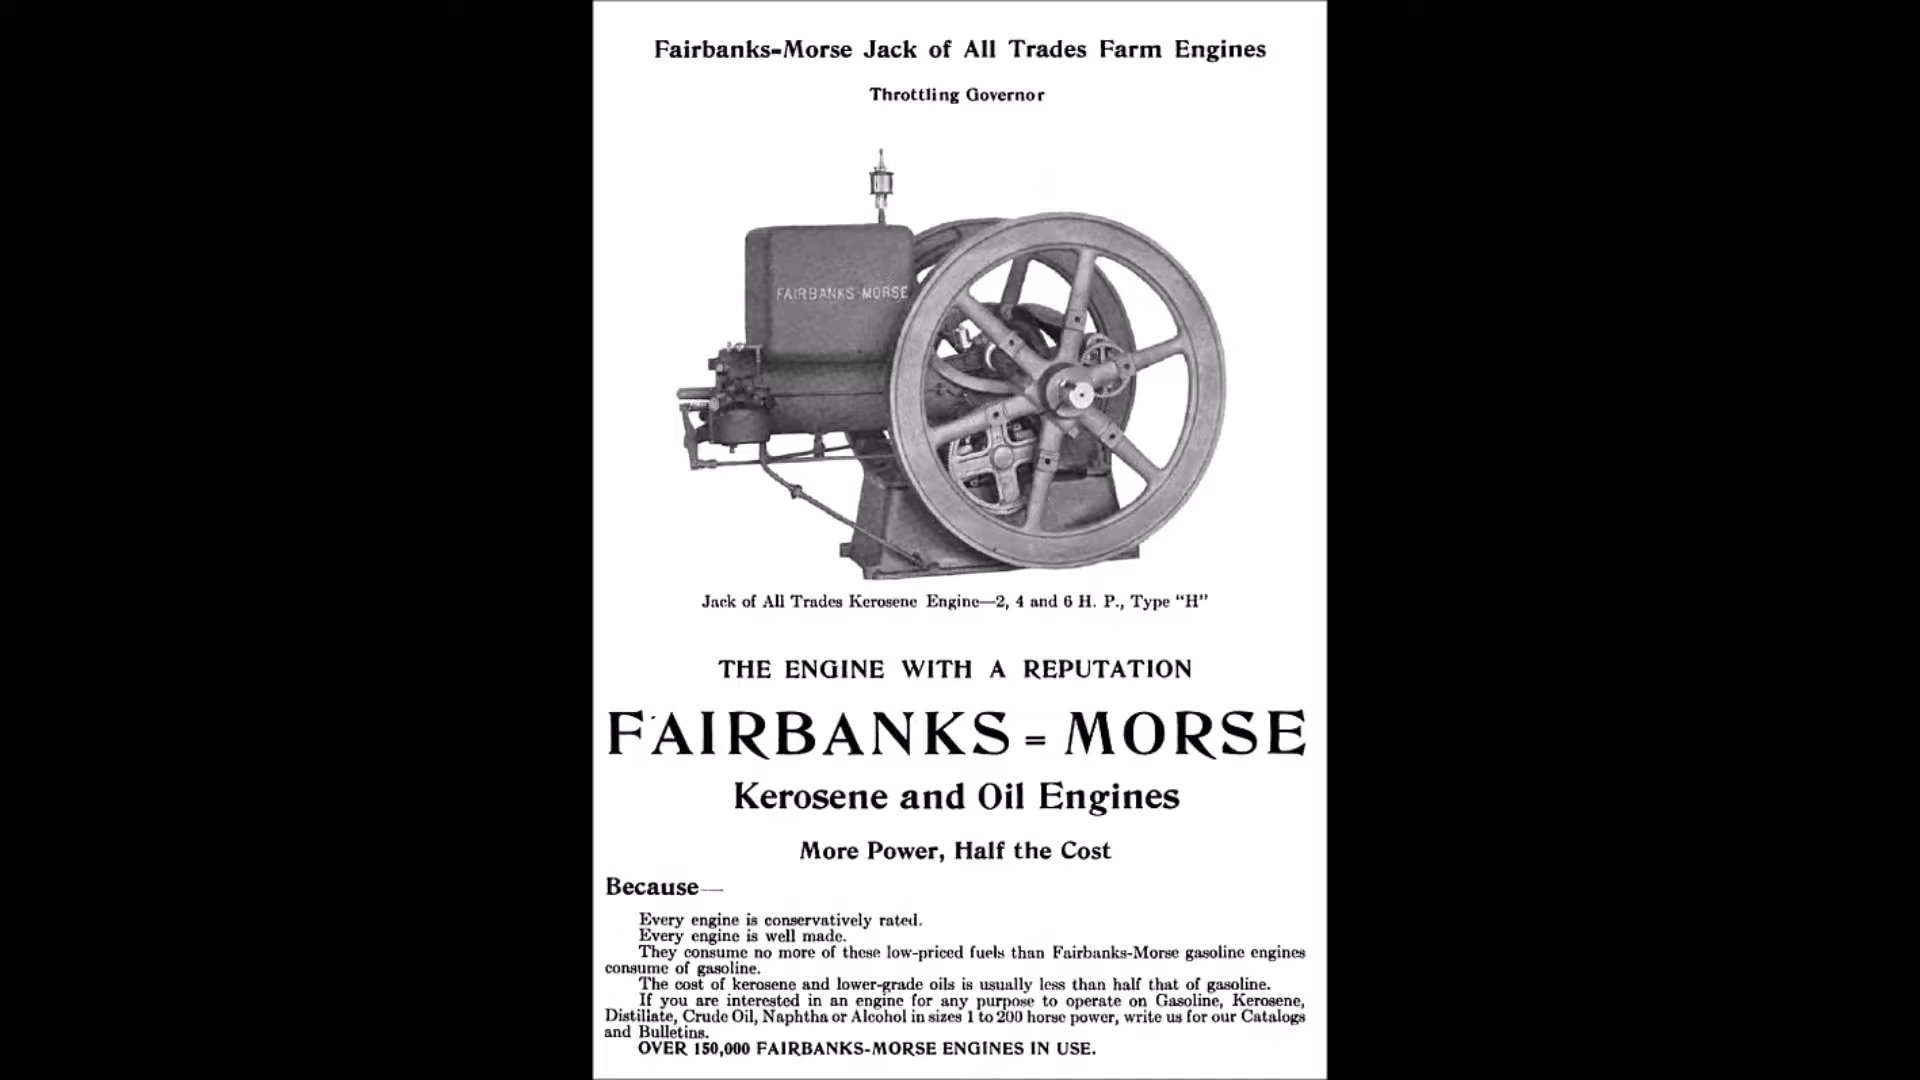 Fairbanks-Morse Jack of All Trades Farm Engines
Throttling Governor
FAIRBANKS-MORSE
Jack of All Trades Kerosene Engine—2, 4 and 6 H. P., Type “H”
THE ENGINE WITH A REPUTATION
FAIRBANKS-MORSE
Kerosene and Oil Engines
More Power, Half the Cost
Because—
Every engine is conservatively rated.
Every engine is well made.
They consume no more of these low-priced fuels than Fairbanks-Morse gasoline engines
consume of gasoline.
The cost of kerosene and lower-grade oils is usually less than half that of gasoline.
If you are interested in an engine for any purpose to operate on Gasoline, Kerosene,
Distillate, Crude Oil, Naphtha or Alcohol in sizes 1 to 200 horse power, write us for our Catalogs
and Bulletins.
OVER 150,000 FAIRBANKS-MORSE ENGINES IN USE.